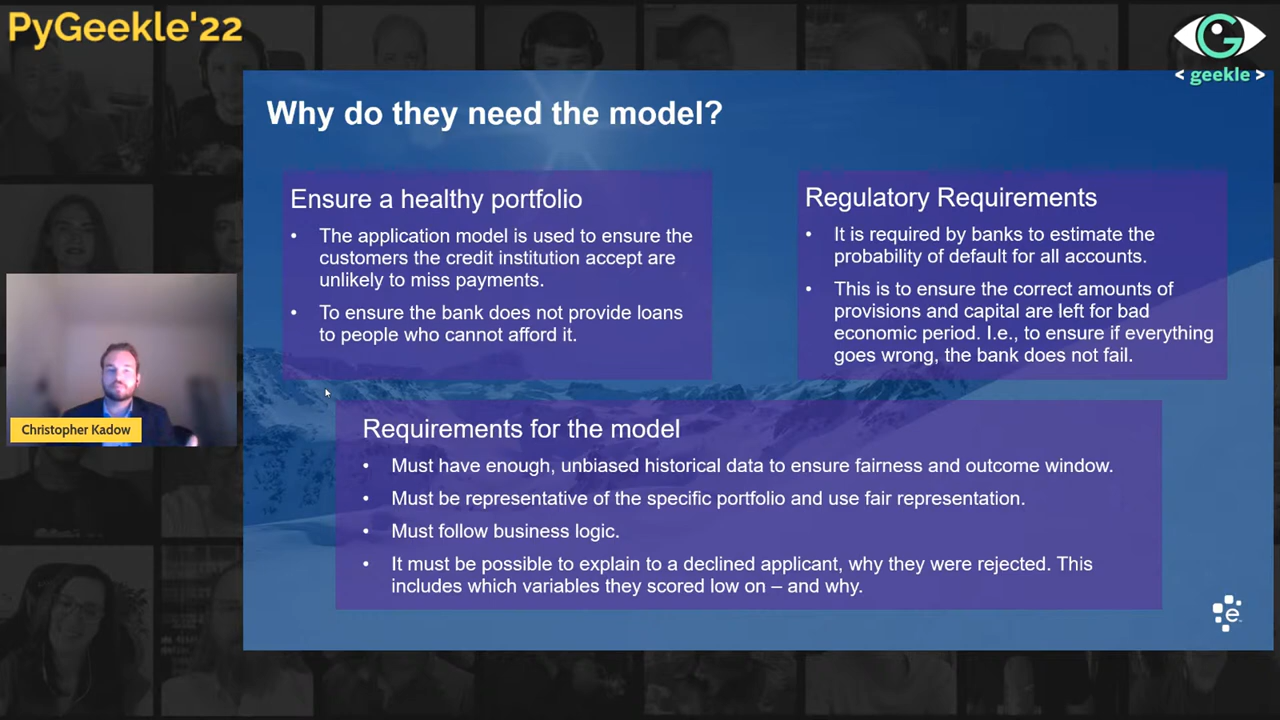 PyGeekle'22
G
< geekle >
Why do they need the model?
Ensure a healthy portfolio
• The application model is used to ensure the
customers the credit institution accept are
unlikely to miss payments.
• To ensure the bank does not provide loans
to people who cannot afford it.
Regulatory Requirements
• It is required by banks to estimate the
probability of default for all accounts.
• This is to ensure the correct amounts of
provisions and capital are left for bad
economic period. I.e., to ensure if everything
goes wrong, the bank does not fail.
Christopher Kadow
Requirements for the model
• Must have enough, unbiased historical data to ensure fairness and outcome window.
• Must be representative of the specific portfolio and use fair representation.
• Must follow business logic.
• It must be possible to explain to a declined applicant, why they were rejected. This
includes which variables they scored low on – and why.
e